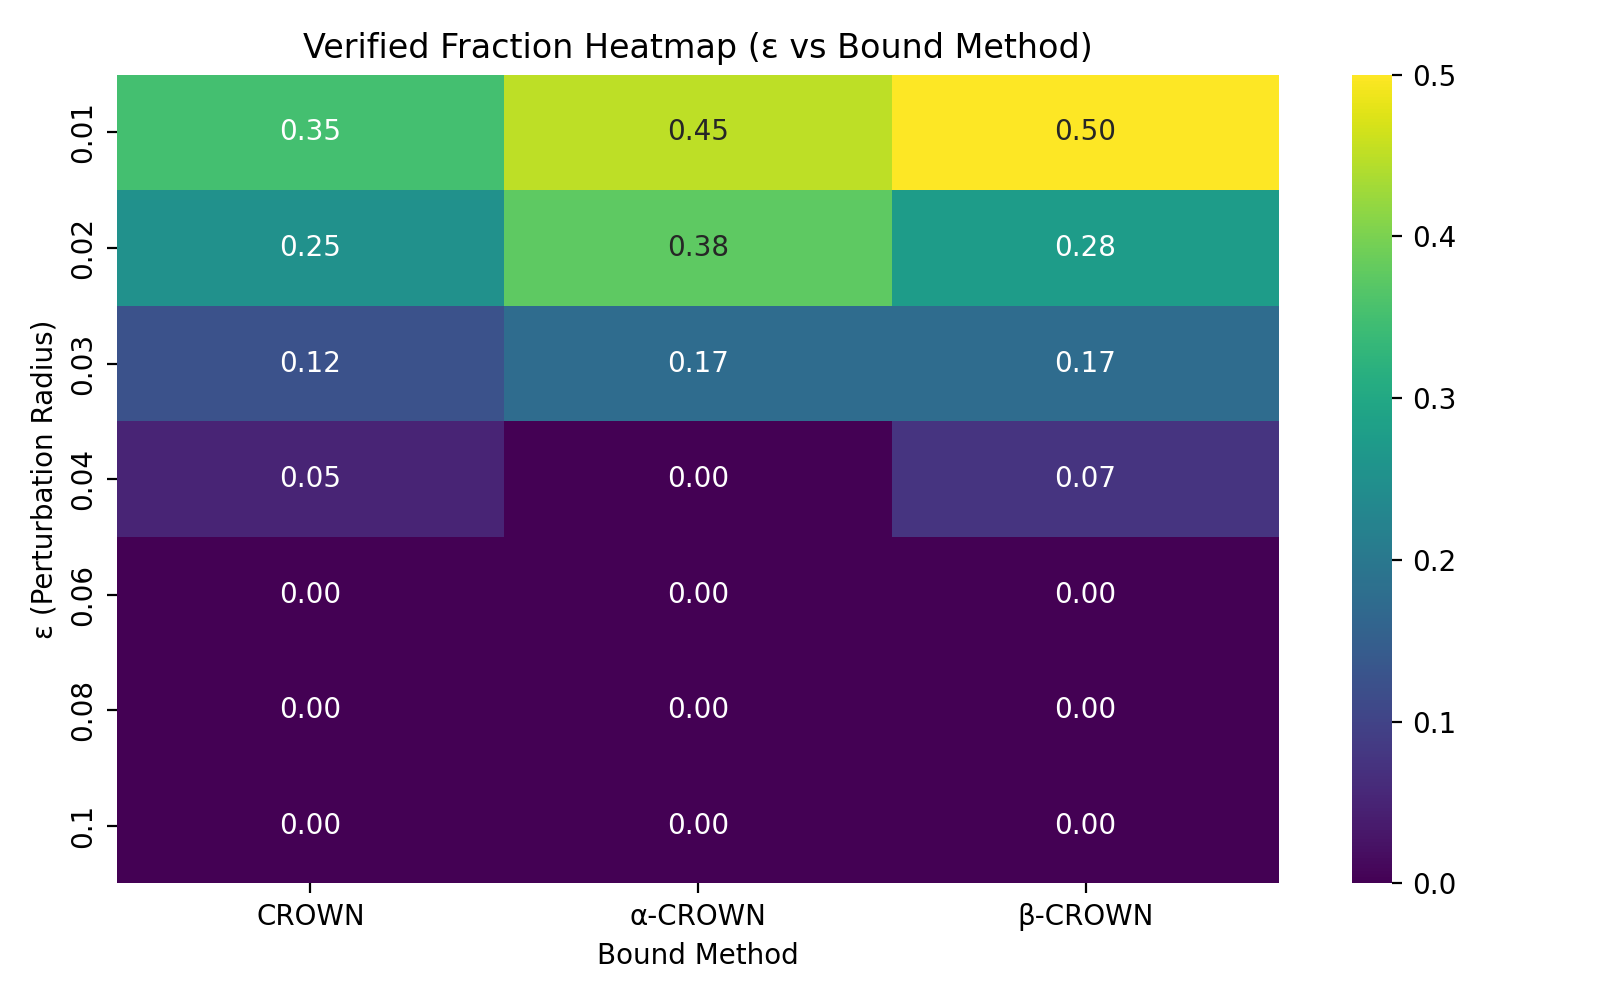 Verified Fraction Heatmap (ε vs Bound Method)
ε (Perturbation Radius)
0.01 0.35 0.45 0.50
0.02 0.25 0.38 0.28
0.03 0.12 0.17 0.17
0.04 0.05 0.00 0.07
0.06 0.00 0.00 0.00
0.08 0.00 0.00 0.00
0.1 0.00 0.00 0.00
CROWN α-CROWN β-CROWN
Bound Method
0.5
0.4
0.3
0.2
0.1
0.0